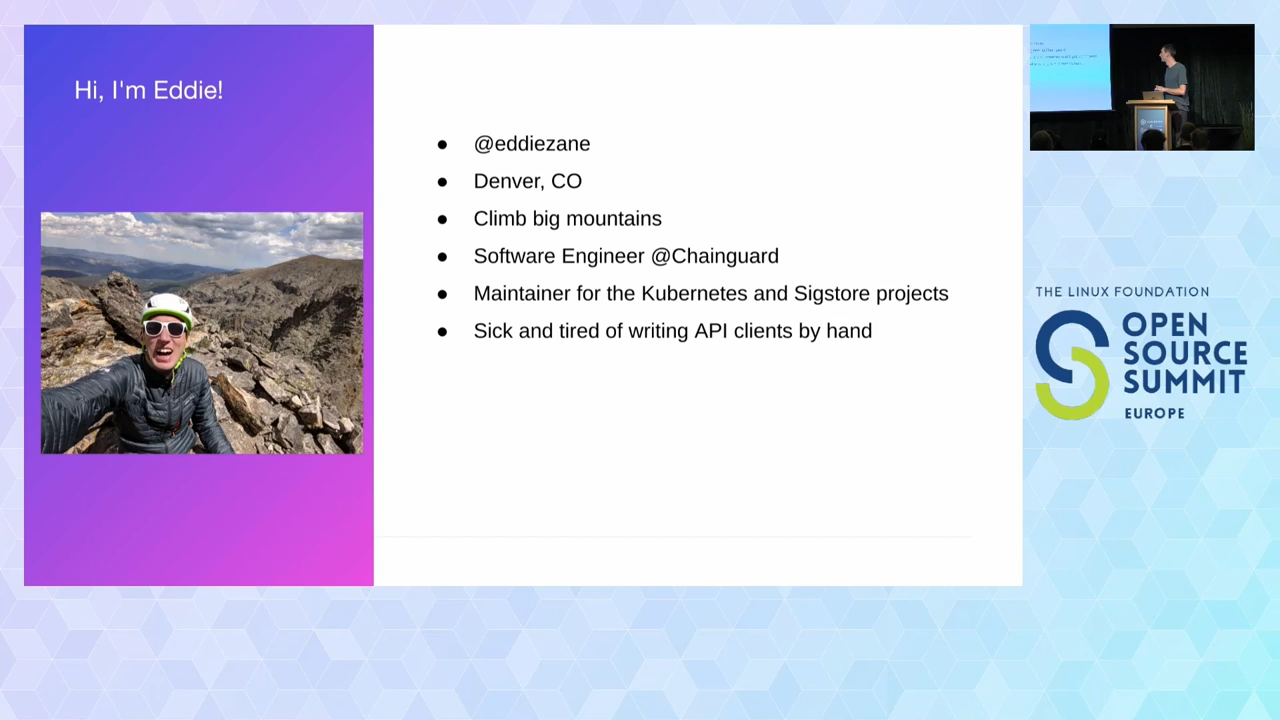 Hi, I'm Eddie!
● @eddiezane
● Denver, CO
● Climb big mountains
● Software Engineer @Chainguard
● Maintainer for the Kubernetes and Sigstore projects
● Sick and tired of writing API clients by hand
THE LINUX FOUNDATION
OPEN
SOURCE
SUMMIT
EUROPE